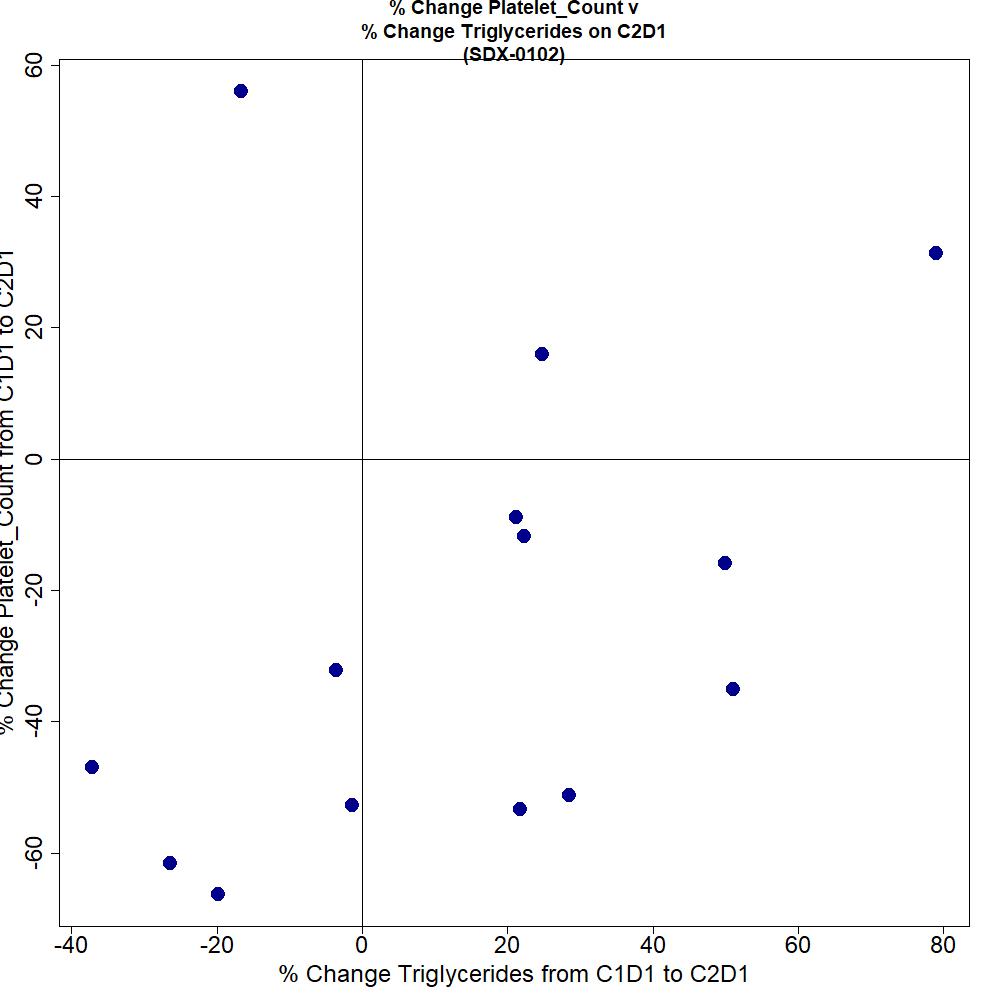 % Change Platelet_Count v
% Change Triglycerides on C2D1
(SDX-0102)
% Change Platelet_Count from C1D1 to C2D1
60
40
20
0
-20
-40
-60
-40
-20
0
20
40
60
80
% Change Triglycerides from C1D1 to C2D1